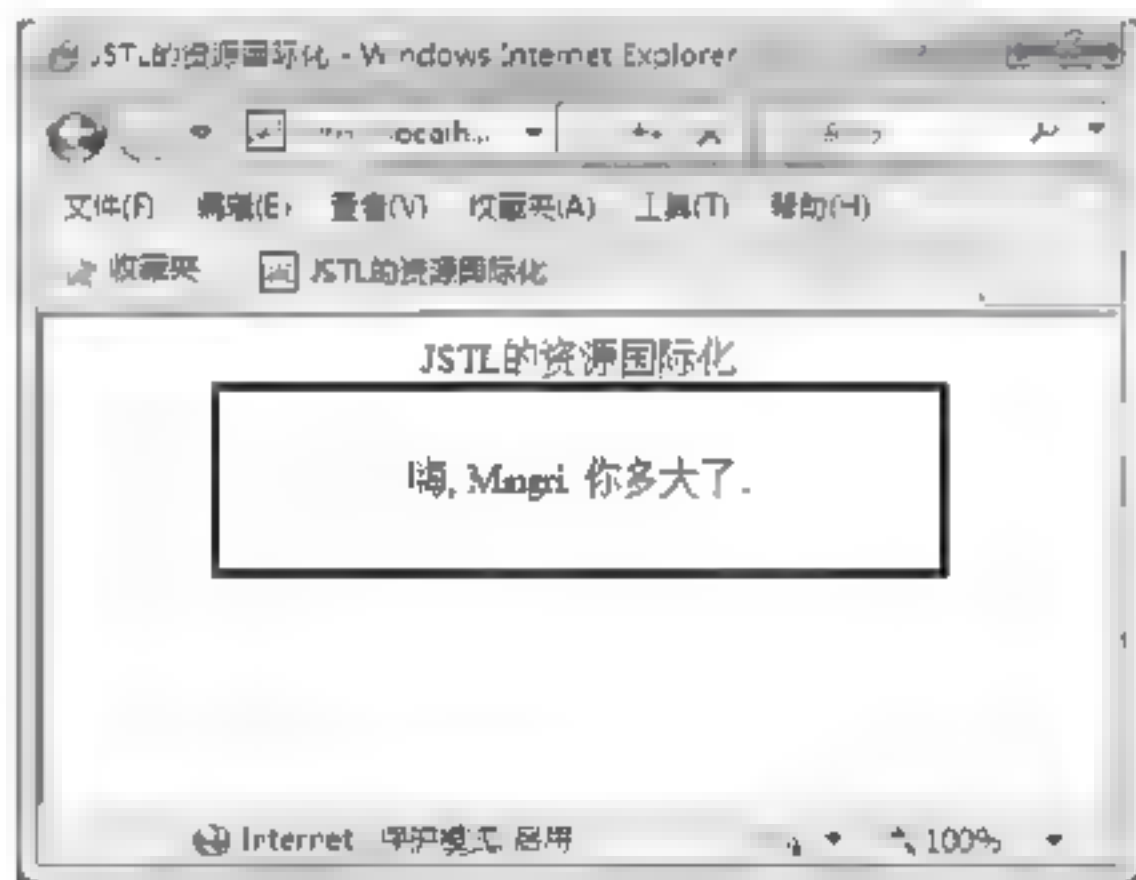 JSTL的资源国际化 - Windows Internet Explorer
文件(F) 编辑(E) 查看(V) 收藏夹(A) 工具(T) 帮助(H)
收藏夹 JSTL的资源国际化
JSTL的资源国际化
嗨, Mingri 你多大了.
Internet 保护模式 启用 100%